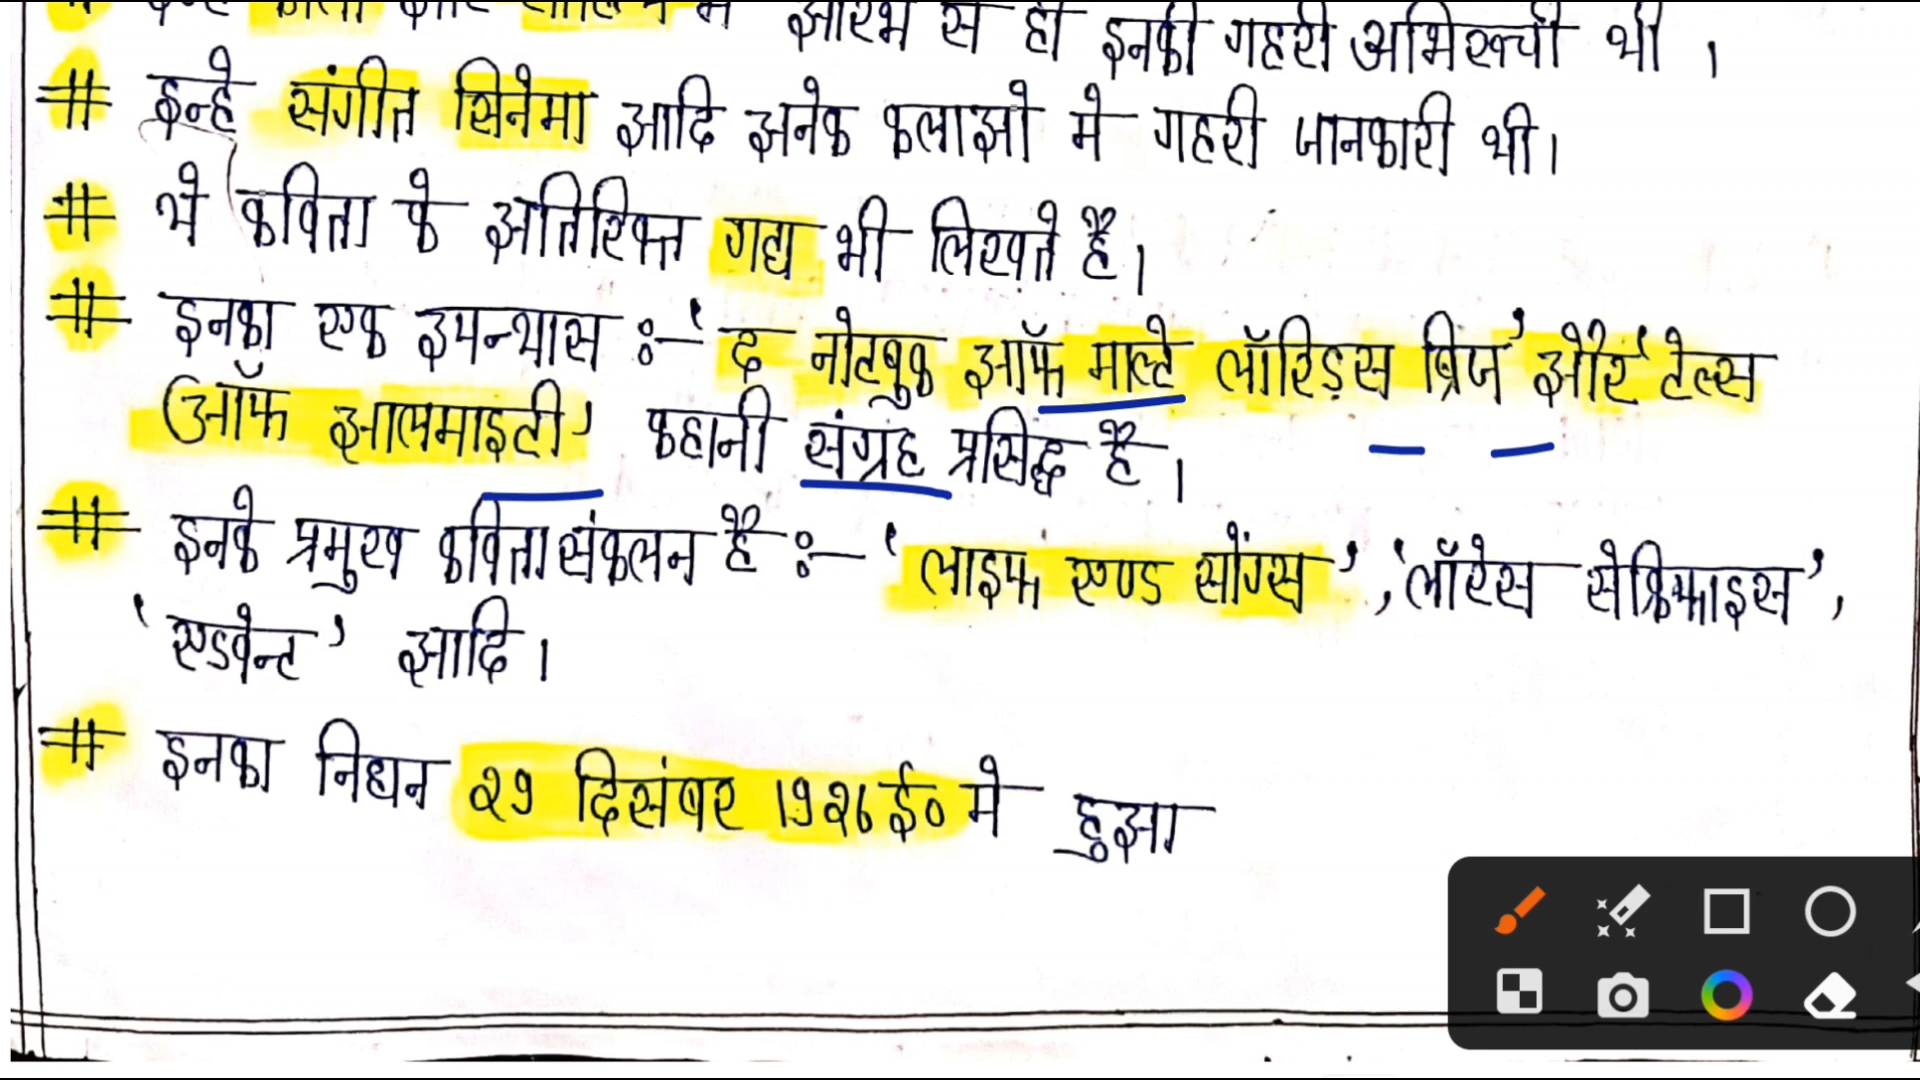 में आरंभ से ही इनकी गहरी अभिरूची थी ।
# इन्हे संगीत सिनेमा आदि अनेक कलाओ मे गहरी जानकारी थी।
# ये कविता के अतिरिक्त गद्य भी लिखते हैं।
# इनका एक उपन्यास :- 'द नोटबुक ऑफ माल्टे लॉरिड्स ब्रिज' और 'टेल्स
ऑफ आलमाइटी' कहानी संग्रह प्रसिद्ध है।
# इनके प्रमुख कविता संकलन है :- 'लाइफ एण्ड सोंग्स', 'लॉरेस सेक्रिफाइस',
'एडवेन्ट' आदि।
# इनका निधन २९ दिसंबर १९२६ ई० मे हुआ